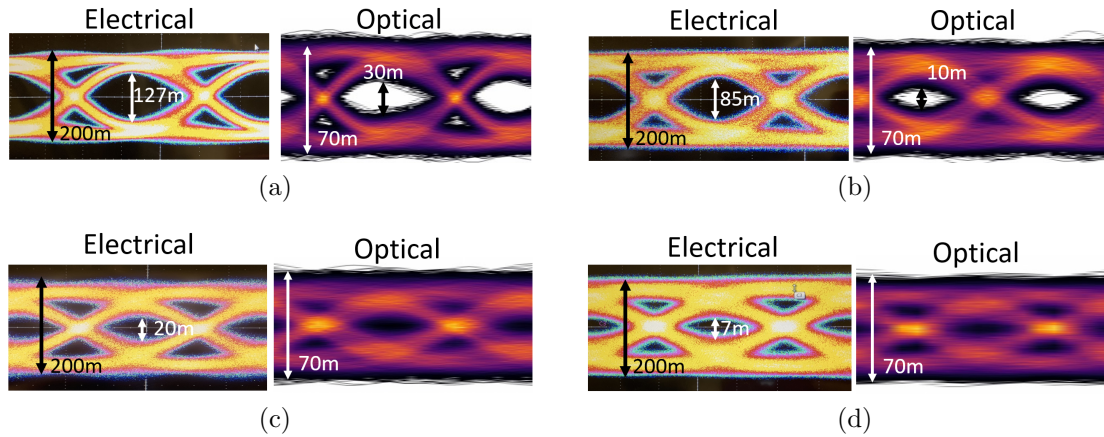 Electrical
Optical
127m
200m
30m
70m
(a)
Electrical
Optical
85m
200m
10m
70m
(b)
Electrical
Optical
20m
200m
70m
(c)
Electrical
Optical
7m
200m
70m
(d)